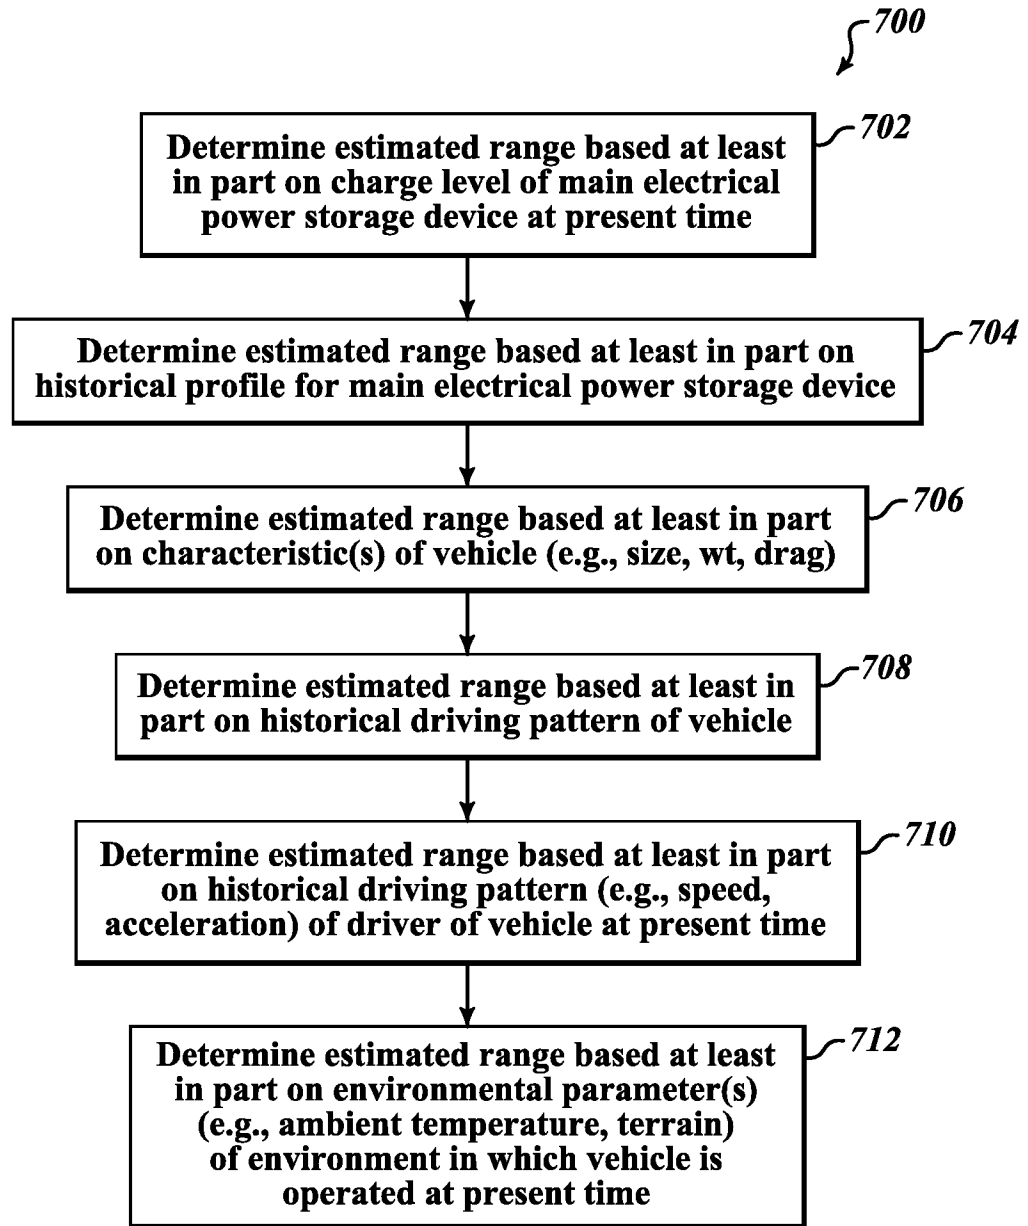 700
702
Determine estimated range based at least
in part on charge level of main electrical
power storage device at present time
704
Determine estimated range based at least in part on
historical profile for main electrical power storage device
706
Determine estimated range based at least in part
on characteristic(s) of vehicle (e.g., size, wt, drag)
708
Determine estimated range based at least in
part on historical driving pattern of vehicle
710
Determine estimated range based at least in part
on historical driving pattern (e.g., speed,
acceleration) of driver of vehicle at present time
712
Determine estimated range based at least
in part on environmental parameter(s)
(e.g., ambient temperature, terrain)
of environment in which vehicle is
operated at present time